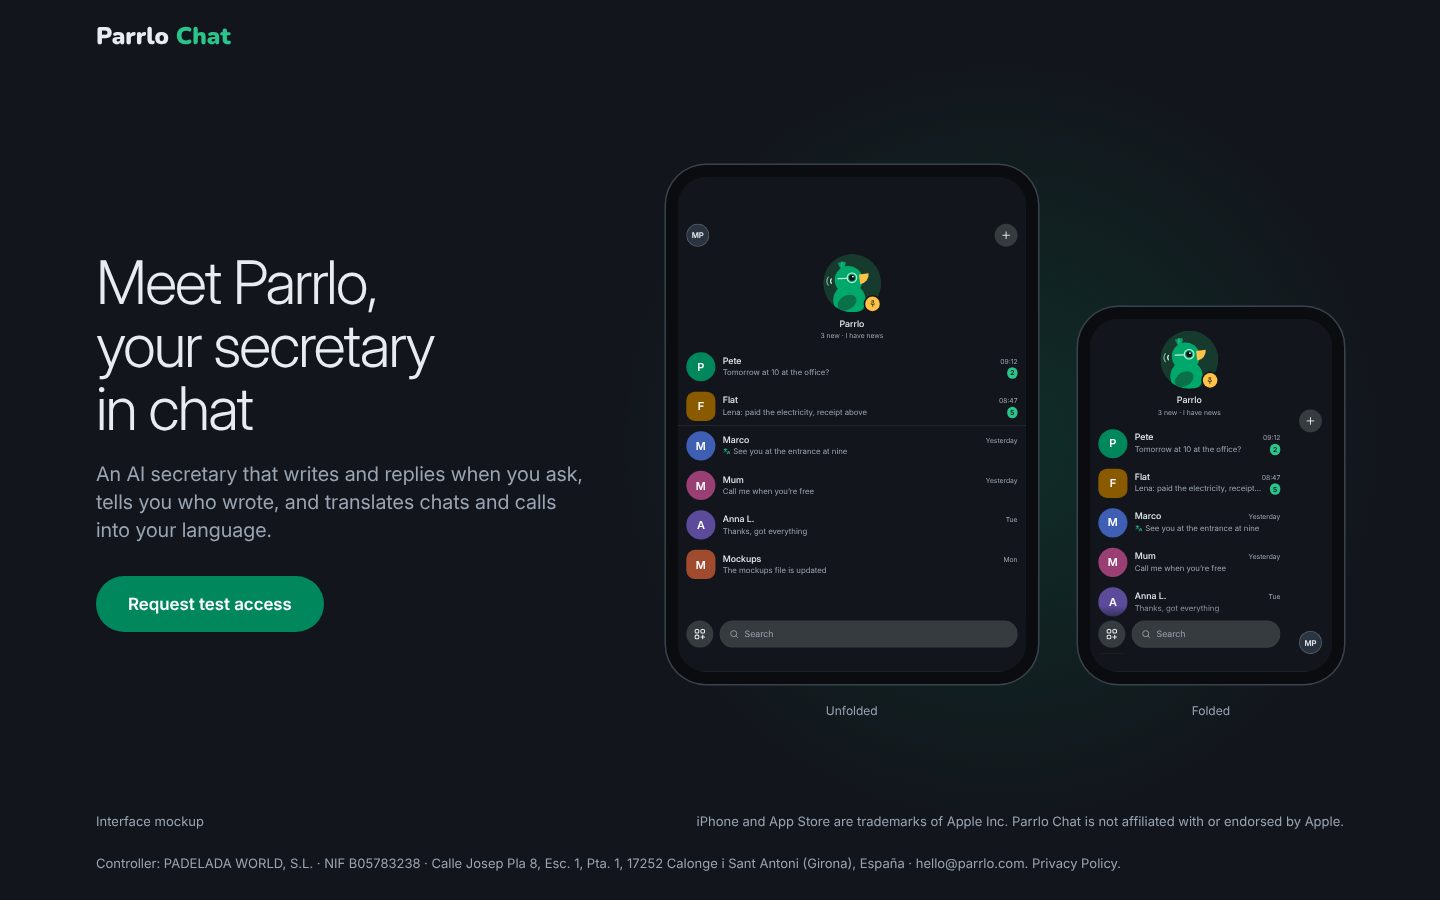 Parrlo Chat
Meet Parrlo,
your secretary
in chat
An AI secretary that writes and replies when you ask,
tells you who wrote, and translates chats and calls
into your language.
Request test access
MP
Parrlo
3 new · I have news
P
Pete
09:12
Tomorrow at 10 at the office?
2
F
Flat
08:47
Lena: paid the electricity, receipt above
5
M
Marco
Yesterday
See you at the entrance at nine
M
Mum
Yesterday
Call me when you're free
A
Anna L.
Tue
Thanks, got everything
M
Mockups
Mon
The mockups file is updated
Search
Unfolded
Parrlo
3 new · I have news
P
Pete
09:12
Tomorrow at 10 at the office?
2
F
Flat
08:47
Lena: paid the electricity, receipt...
5
M
Marco
Yesterday
See you at the entrance at nine
M
Mum
Yesterday
Call me when you're free
A
Anna L.
Tue
Thanks, got everything
Search
MP
Folded
Interface mockup
iPhone and App Store are trademarks of Apple Inc. Parrlo Chat is not affiliated with or endorsed by Apple.
Controller: PADELADA WORLD, S.L. · NIF B05783238 · Calle Josep Pla 8, Esc. 1, Pta. 1, 17252 Calonge i Sant Antoni (Girona), España · hello@parrlo.com. Privacy Policy.